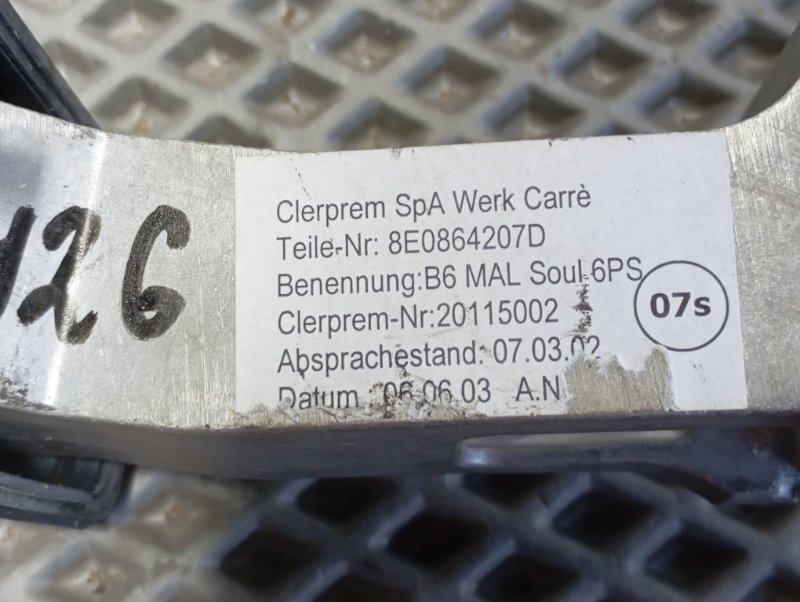 126
Clerprem SpA Werk Carrè
Teile-Nr: 8E0864207D
Benennung:B6 MAL Soul 6PS
07s
Clerprem-Nr:20115002
Absprachestand: 07.03.02
Datum : 06.06.03 A.N